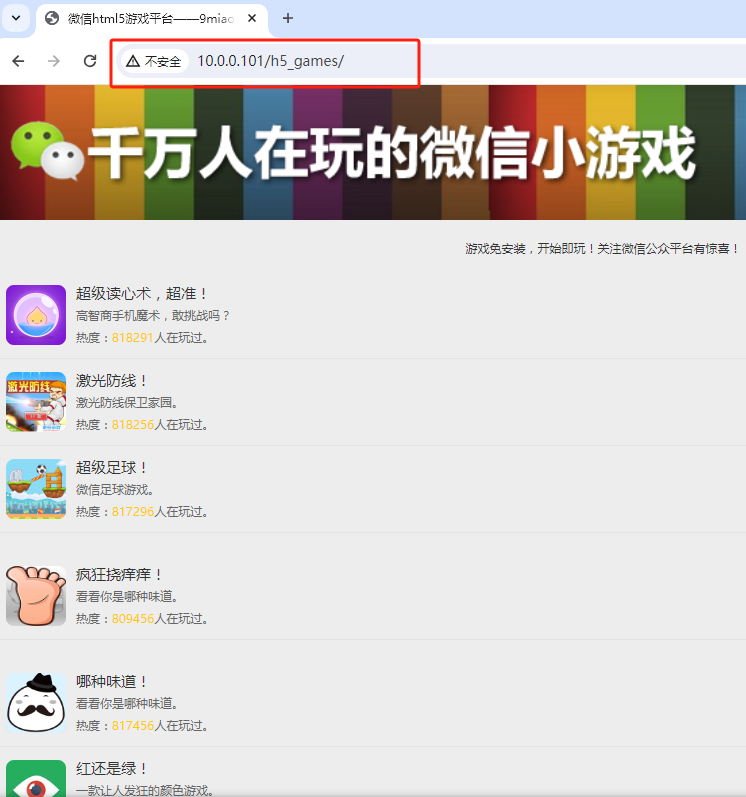 微信html5游戏平台——9miao
不安全 10.0.0.101/h5_games/
千万人在玩的微信小游戏
游戏免安装，开始即玩！关注微信公众平台有惊喜！
超级读心术，超准！
高智商手机魔术，敢挑战吗？
热度：818291人在玩过。
激光防线
激光防线！
激光防线保卫家园。
热度：818256人在玩过。
超级足球！
微信足球游戏。
热度：817296人在玩过。
疯狂挠痒痒！
看看你是哪种味道。
热度：809456人在玩过。
哪种味道！
看看你是哪种味道。
热度：817456人在玩过。
红还是绿！
一款让人发狂的颜色游戏。